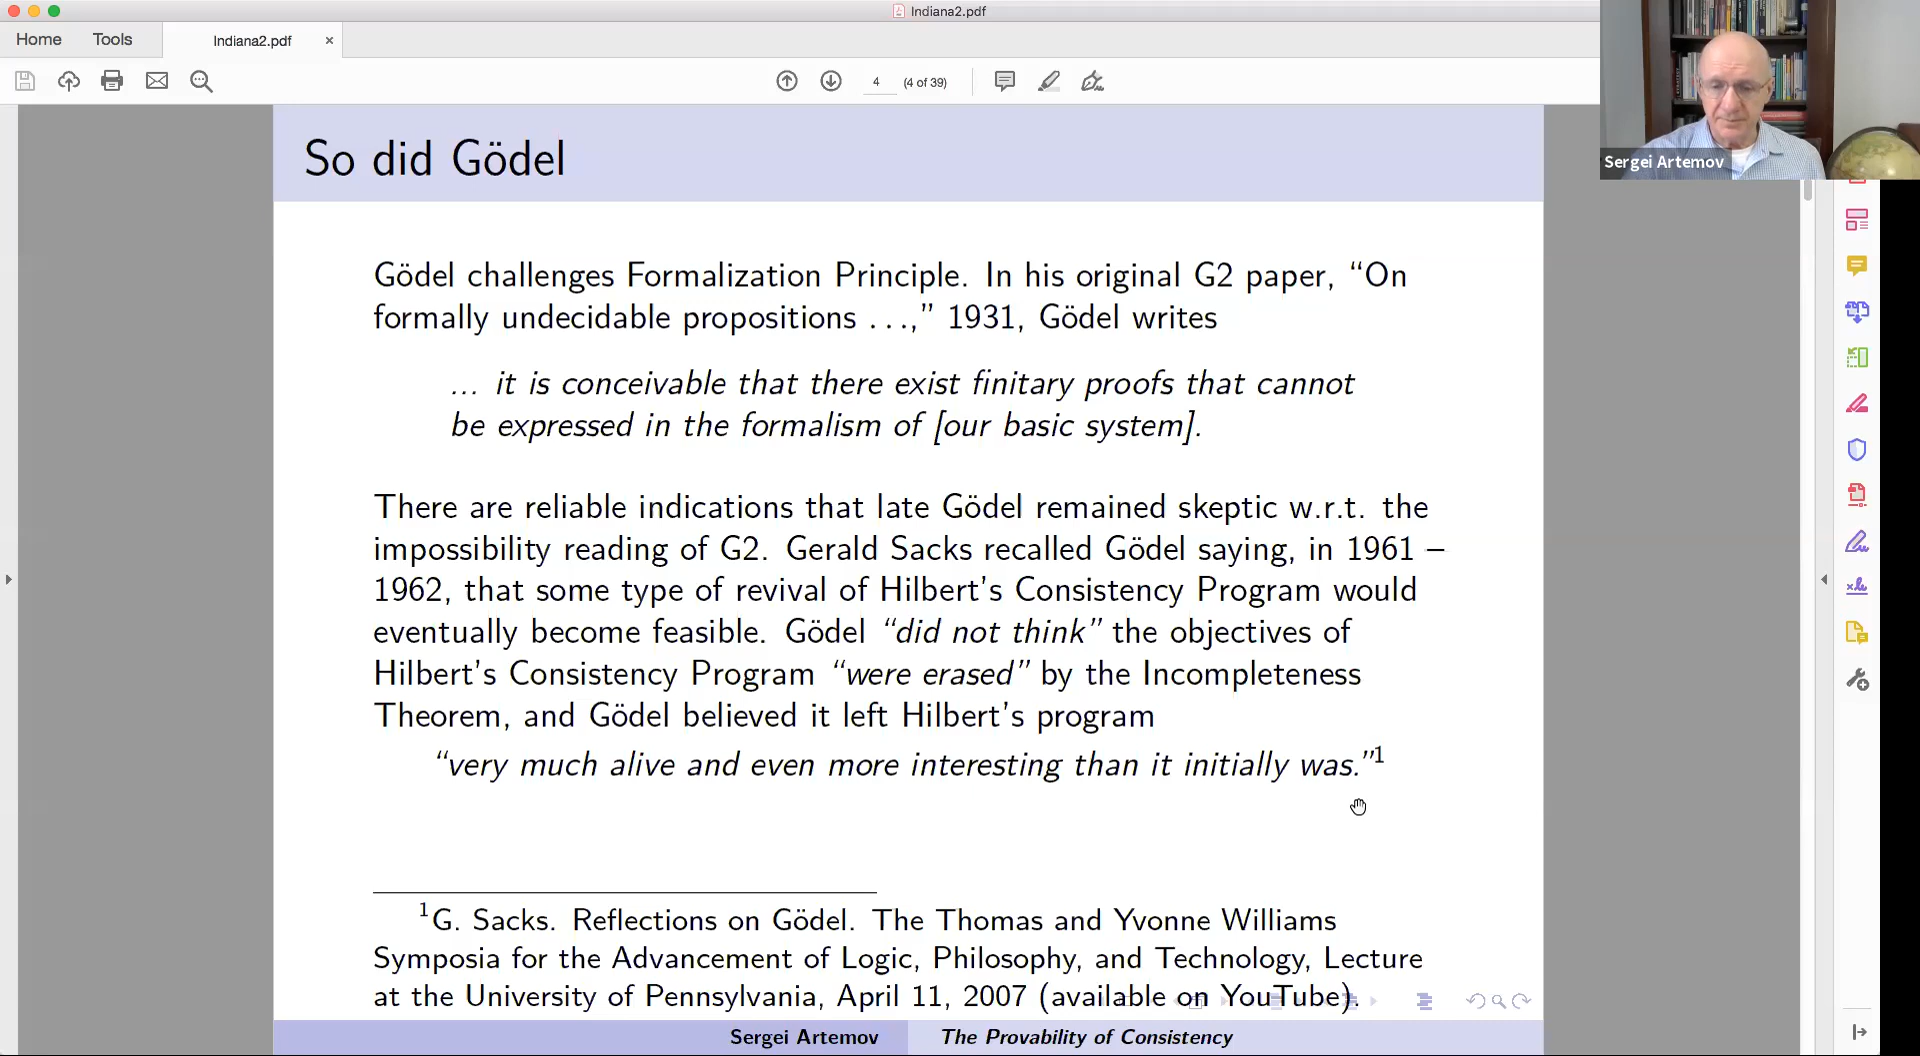 Indiana2.pdf
Home Tools Indiana2.pdf ×
4 (4 of 39)
Sergei Artemov
So did Gödel
Gödel challenges Formalization Principle. In his original G2 paper, “On
formally undecidable propositions ...,” 1931, Gödel writes
... it is conceivable that there exist finitary proofs that cannot
be expressed in the formalism of [our basic system].
There are reliable indications that late Gödel remained skeptic w.r.t. the
impossibility reading of G2. Gerald Sacks recalled Gödel saying, in 1961 –
1962, that some type of revival of Hilbert’s Consistency Program would
eventually become feasible. Gödel “did not think” the objectives of
Hilbert’s Consistency Program “were erased” by the Incompleteness
Theorem, and Gödel believed it left Hilbert’s program
“very much alive and even more interesting than it initially was.”1
1G. Sacks. Reflections on Gödel. The Thomas and Yvonne Williams
Symposia for the Advancement of Logic, Philosophy, and Technology, Lecture
at the University of Pennsylvania, April 11, 2007 (available on YouTube).
Sergei Artemov The Provability of Consistency